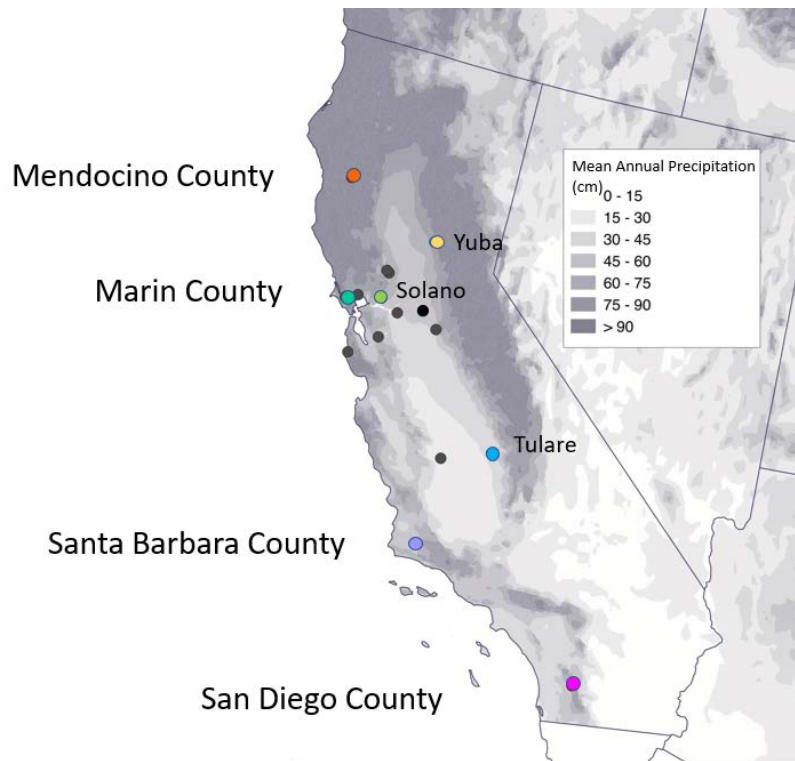 Mendocino County
Mean Annual Precipitation
(cm)
0 - 15
15 - 30
30 - 45
45 - 60
60 - 75
75 - 90
> 90
Yuba
Marin County
Solano
Tulare
Santa Barbara County
San Diego County